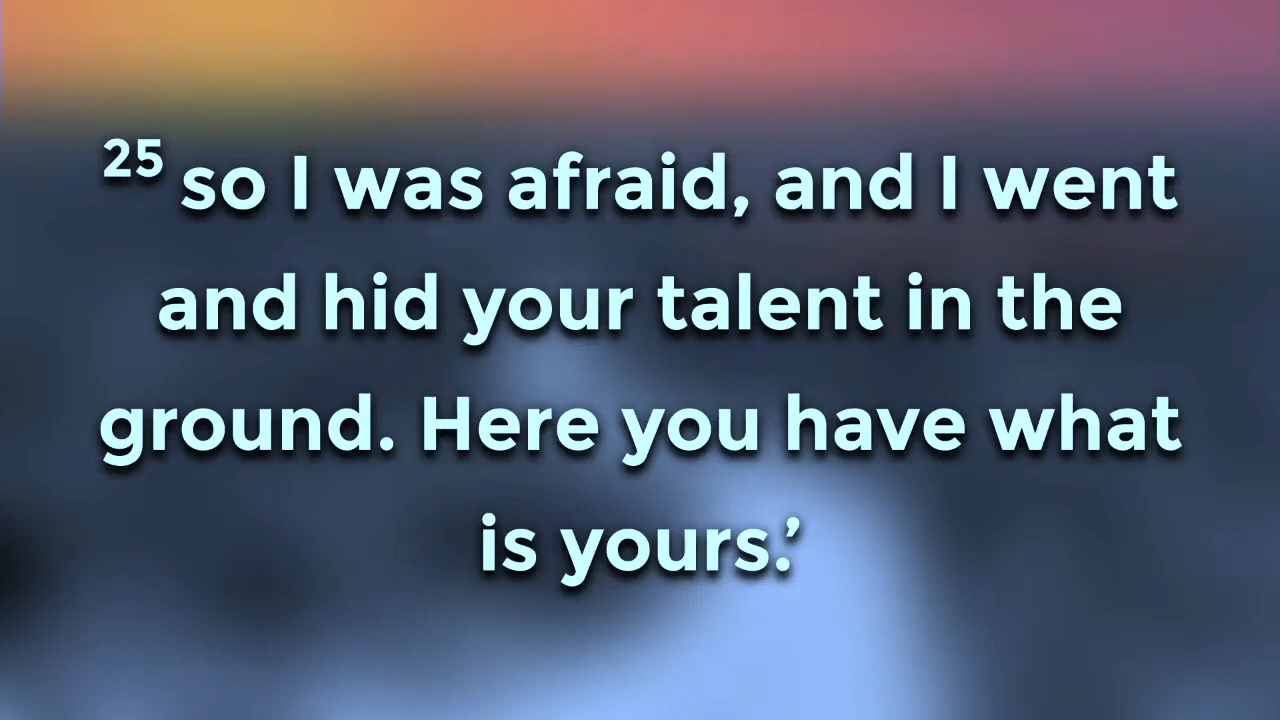 25 so I was afraid, and I went
and hid your talent in the
ground. Here you have what
is yours.’